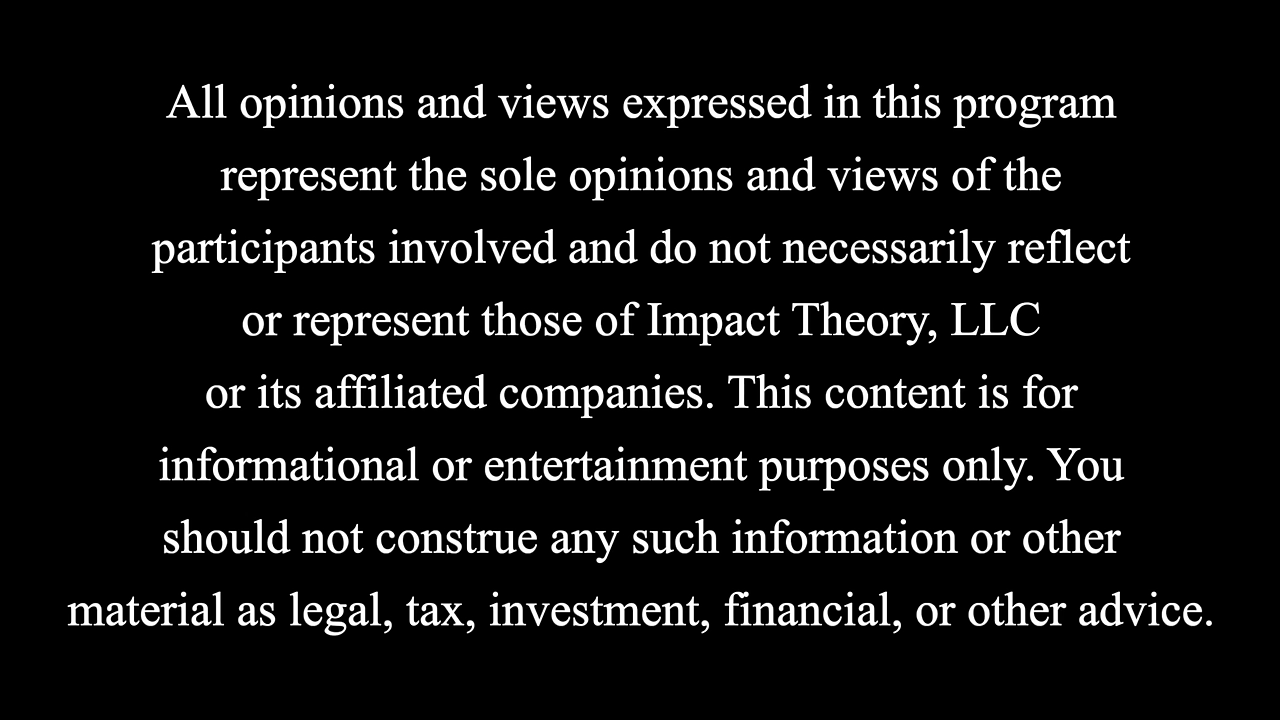 All opinions and views expressed in this program
represent the sole opinions and views of the
participants involved and do not necessarily reflect
or represent those of Impact Theory, LLC
or its affiliated companies. This content is for
informational or entertainment purposes only. You
should not construe any such information or other
material as legal, tax, investment, financial, or other advice.